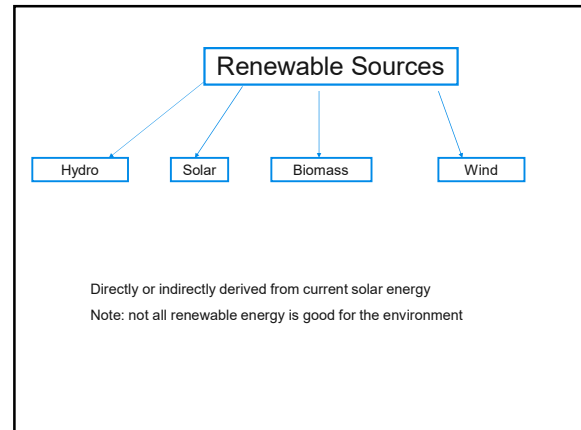 Renewable Sources
Hydro
Solar
Biomass
Wind
Directly or indirectly derived from current solar energy
Note: not all renewable energy is good for the environment